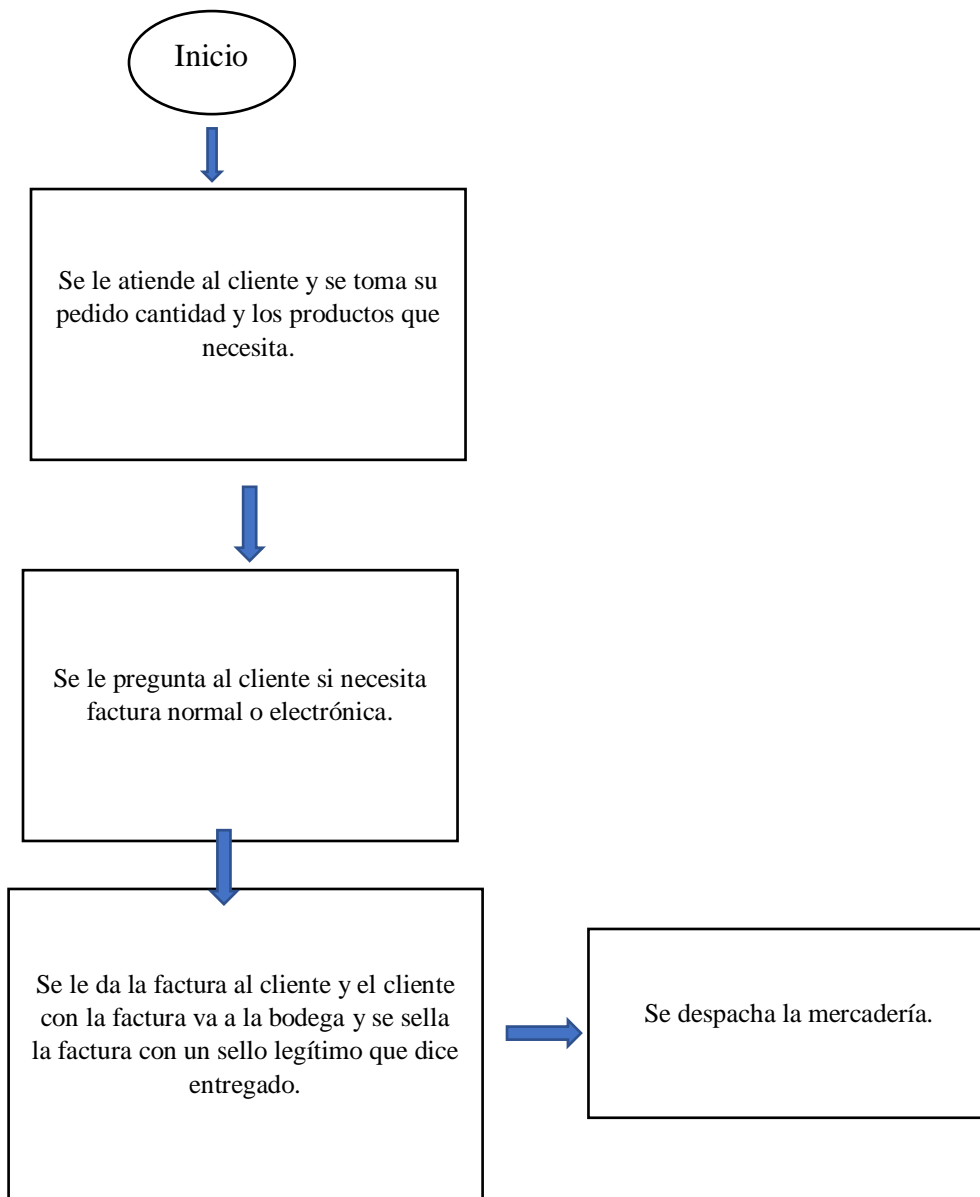 Inicio
Se le atiende al cliente y se toma su
pedido cantidad y los productos que
necesita.
Se le pregunta al cliente si necesita
factura normal o electrónica.
Se le da la factura al cliente y el cliente
con la factura va a la bodega y se sella
la factura con un sello legítimo que dice
entregado.
Se despacha la mercadería.